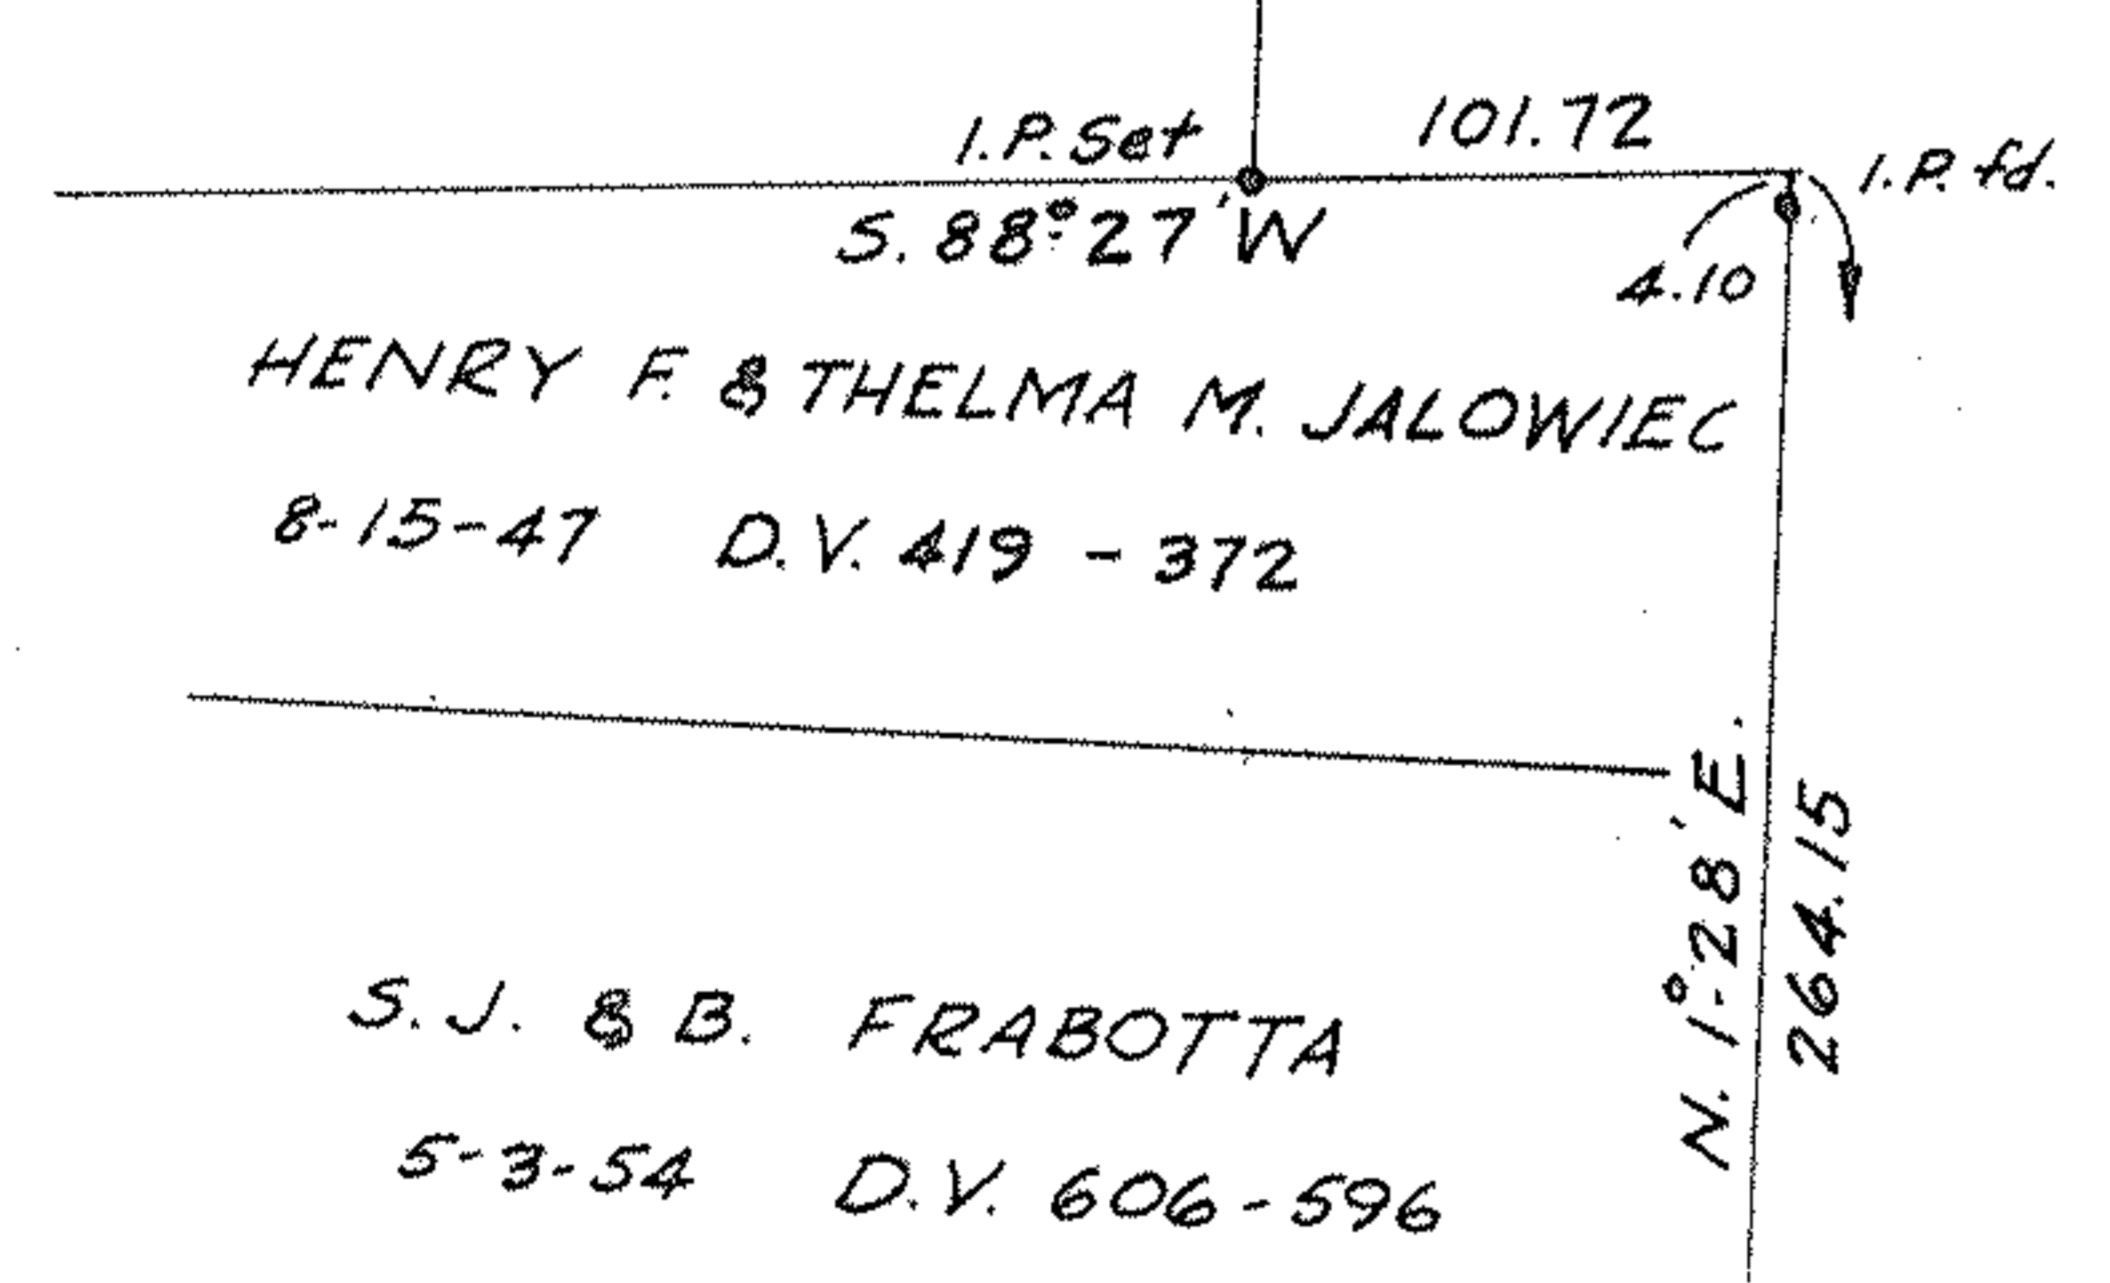 I.P. Set
101.72
I.P. fd.
S. 88°-27' W
4.10
HENRY F. & THELMA M. JALOWIEC
8-15-47 D.V. 419 - 372
N. 1°-28' E.
264.15
S. J. & B. FRABOTTA
5-3-54 D.V. 606-596